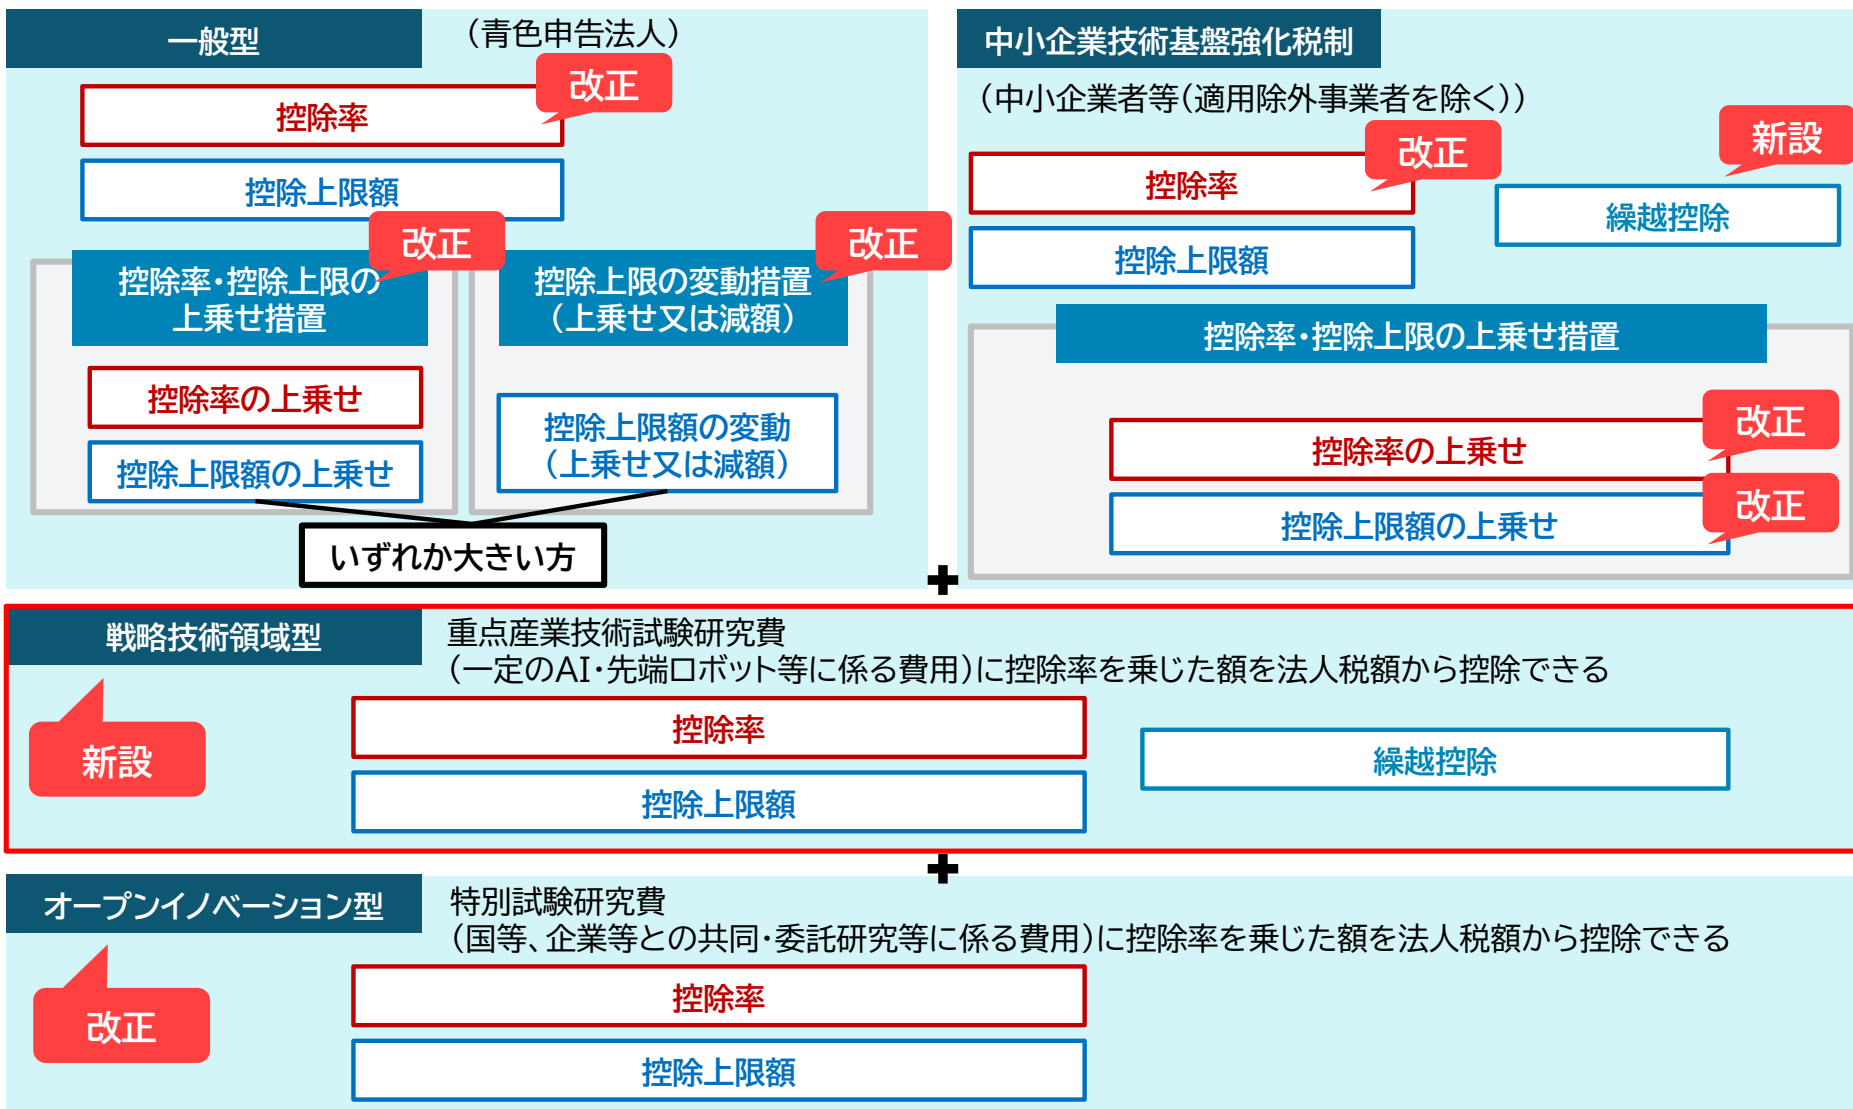 一般型
（青色申告法人）
改正
控除率
控除上限額
改正
控除率・控除上限の
上乗せ措置
控除率の上乗せ
控除上限額の上乗せ
改正
控除上限の変動措置
（上乗せ又は減額）
控除上限額の変動
（上乗せ又は減額）
いずれか大きい方
中小企業技術基盤強化税制
（中小企業者等（適用除外事業者を除く））
改正
控除率
控除上限額
新設
繰越控除
控除率・控除上限の上乗せ措置
改正
控除率の上乗せ
改正
控除上限額の上乗せ
+
戦略技術領域型
新設
重点産業技術試験研究費
（一定のAI・先端ロボット等に係る費用）に控除率を乗じた額を法人税額から控除できる
控除率
控除上限額
繰越控除
+
オープンイノベーション型
改正
特別試験研究費
（国等、企業等との共同・委託研究等に係る費用）に控除率を乗じた額を法人税額から控除できる
控除率
控除上限額